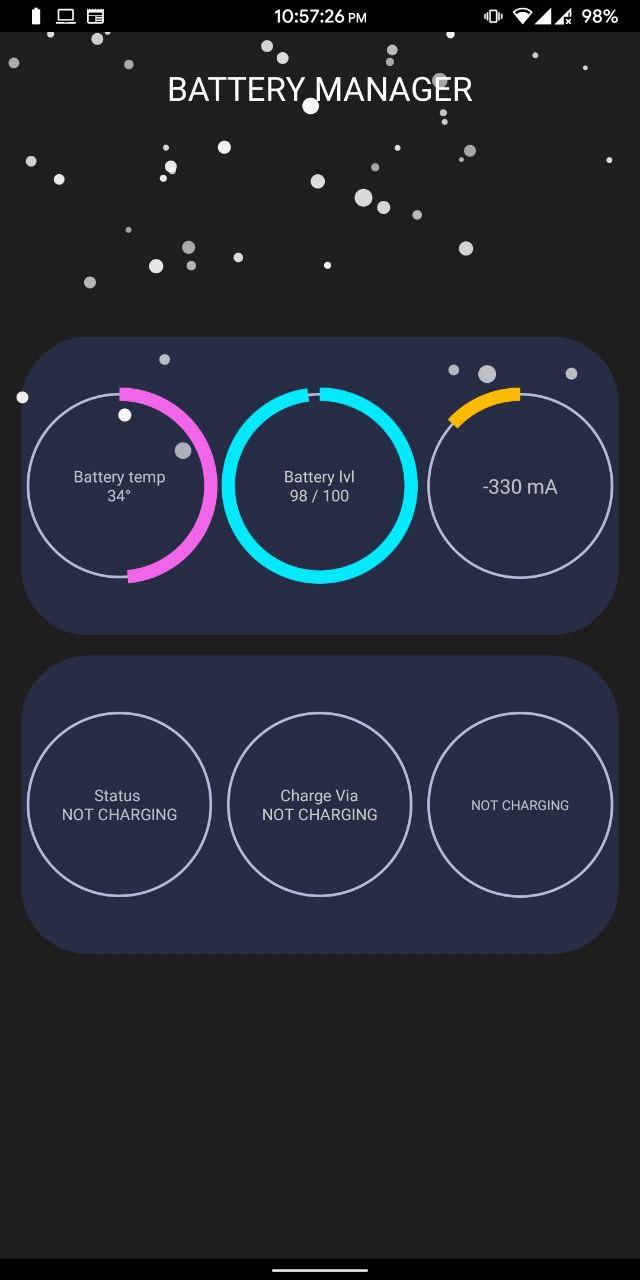 10:57:26 PM
98%
BATTERY MANAGER
Battery temp
34°
Battery lvl
98 / 100
-330 mA
Status
NOT CHARGING
Charge Via
NOT CHARGING
NOT CHARGING